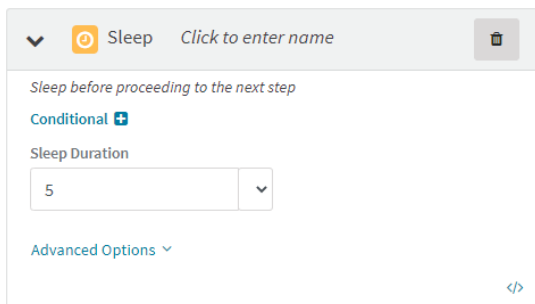 Sleep Click to enter name
Sleep before proceeding to the next step
Conditional
Sleep Duration
5
Advanced Options
</>